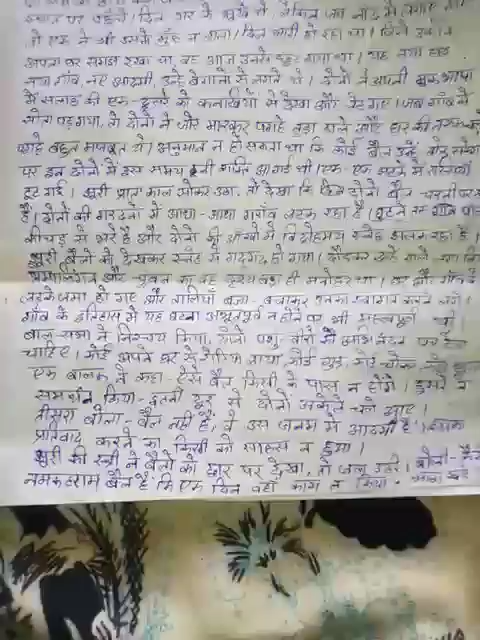 स्थान पर पहुँचे। दिन भर के भूखे थे, लेकिन जब नाँद में लगाए गए
तो एक ने भी उसमें मुँह न डाला। दिल भारी हो रहा था। जिसे उन्होंने
अपना घर समझ रखा था वह आज उनसे छूट गया था। यह नया घर
नया गाँव, नए आदमी, उन्हें बेगानों से लगते थे। दोनों ने अपनी मूक भाषा
में सलाह की एक-दूसरे को कनखियों से देखा और लेट गए। जब गाँव में
सोता पड़ गया, तो दोनों ने जोर मारकर पगहे तुड़ा डाले और घर की तरफ चले
पगहे बहुत मजबूत थे। अनुमान न हो सकता था कि कोई बैल उन्हें तोड़ सकेगा
पर इन दोनों में इस समय दूनी शक्ति आ गई थी। एक-एक झटके में रस्सियाँ
टूट गईं। झूरी प्रातः काल सोकर उठा, तो देखा कि दोनों बैल चरनी पर खड़े
हैं। दोनों की गरदनों में आधा-आधा गराँव लटक रहा है। घुटने तक पाँव
कीचड़ से भरे हैं और दोनों की आँखों में विद्रोहमय स्नेह झलक रहा है।
झूरी बैलों को देखकर स्नेह से गद्गद हो गया। दौड़कर उन्हें गले लगा लिया
प्रेमालिंगन और चुंबन का वह दृश्य बड़ा ही मनोहर था। घर और गाँव के
लड़के जमा हो गए और तालियाँ बजा-बजाकर उनका स्वागत करने लगे।
गाँव के इतिहास में यह घटना अभूतपूर्व न होने पर भी महत्त्वपूर्ण थी।
बाल-सभा ने निश्चय किया, दोनों पशु-वीरों को अभिनंदन पत्र देना
चाहिए। कोई अपने घर से रोटियाँ लाया, कोई गुड़, कोई चोकर
एक बालक ने कहा- ऐसे बैल किसी के पास न होंगे। दूसरे ने
समर्थन किया- इतनी दूर से दोनों अकेले चले आए।
तीसरा बोला- बैल नहीं हैं, वे उस जनम में आदमी हैं। इसका
प्रतिवाद करने का किसी को साहस न हुआ।
झूरी की स्त्री ने बैलों को द्वार पर देखा, तो जल उठी। बोली- कैसे
नमकहराम बैल हैं कि एक दिन वहाँ काम न किया।